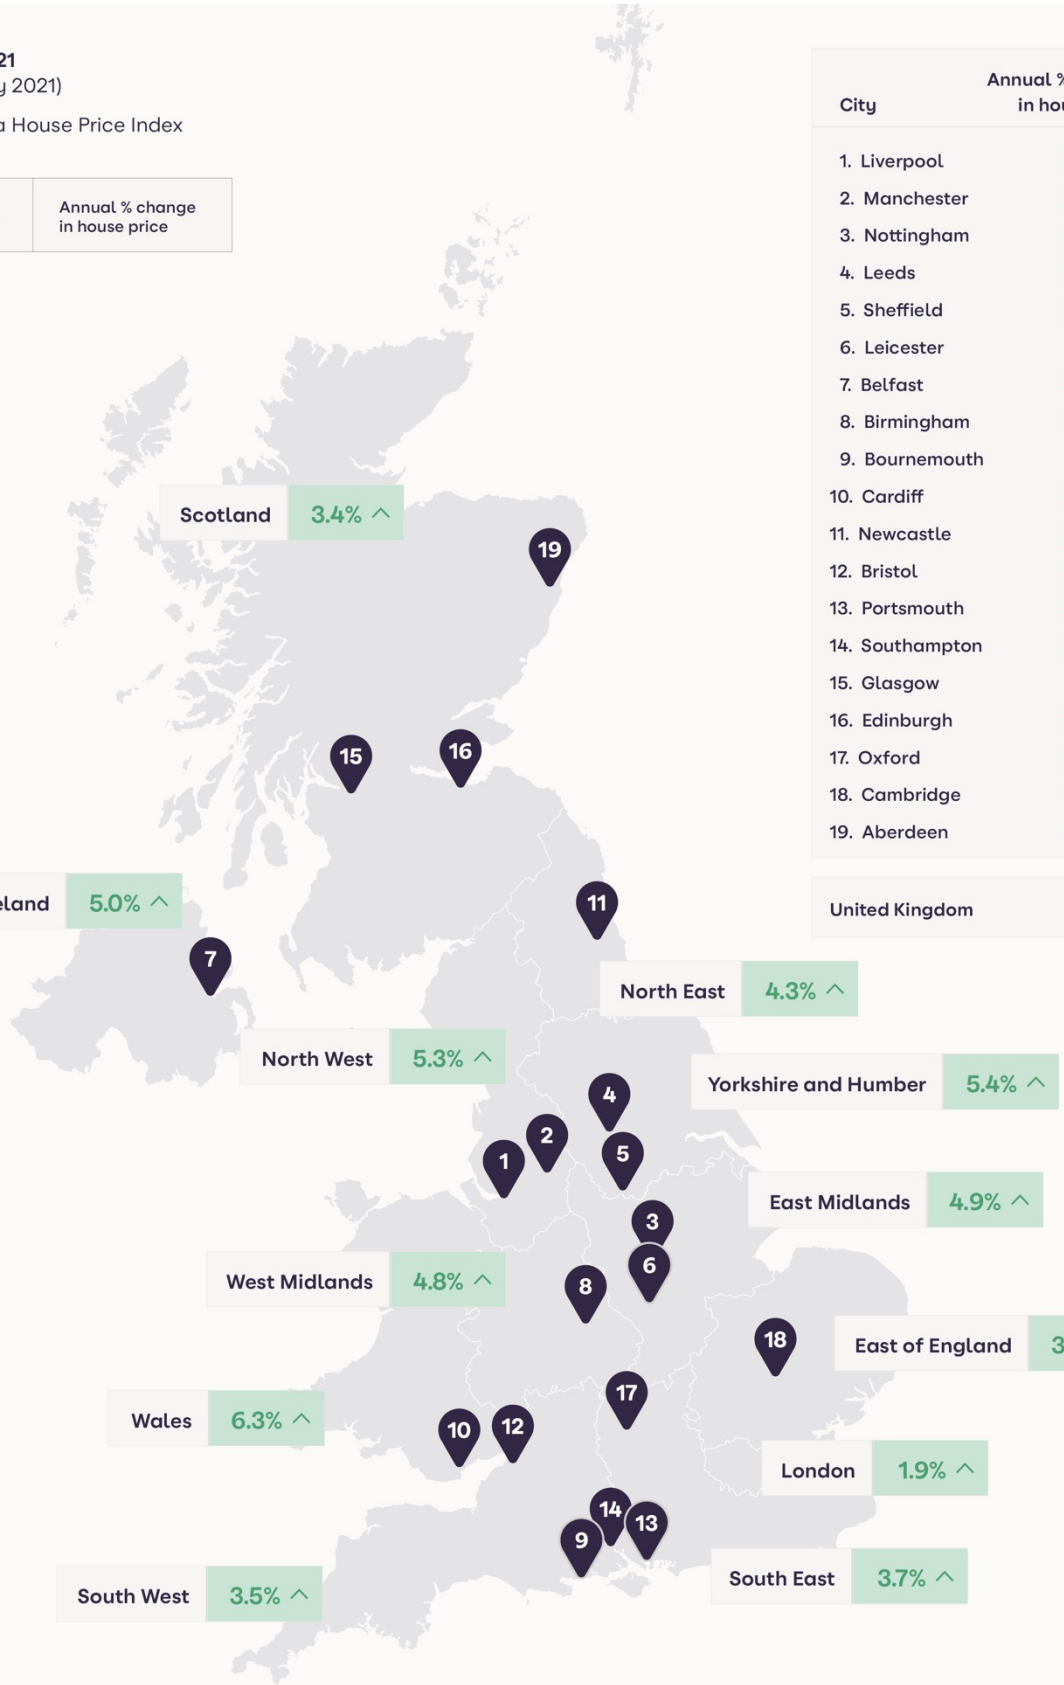 21
y 2021)
a House Price Index
Annual % change
in house price
City
Annual %
in hou
1. Liverpool
2. Manchester
3. Nottingham
4. Leeds
5. Sheffield
6. Leicester
7. Belfast
8. Birmingham
9. Bournemouth
10. Cardiff
11. Newcastle
12. Bristol
13. Portsmouth
14. Southampton
15. Glasgow
16. Edinburgh
17. Oxford
18. Cambridge
19. Aberdeen
United Kingdom
Scotland 3.4%
19
15
16
eland 5.0%
11
7
North East 4.3%
North West 5.3%
Yorkshire and Humber 5.4%
4
2
5
1
East Midlands 4.9%
3
6
West Midlands 4.8%
8
18
East of England 3
17
Wales 6.3%
10
12
London 1.9%
14
13
9
South East 3.7%
South West 3.5%